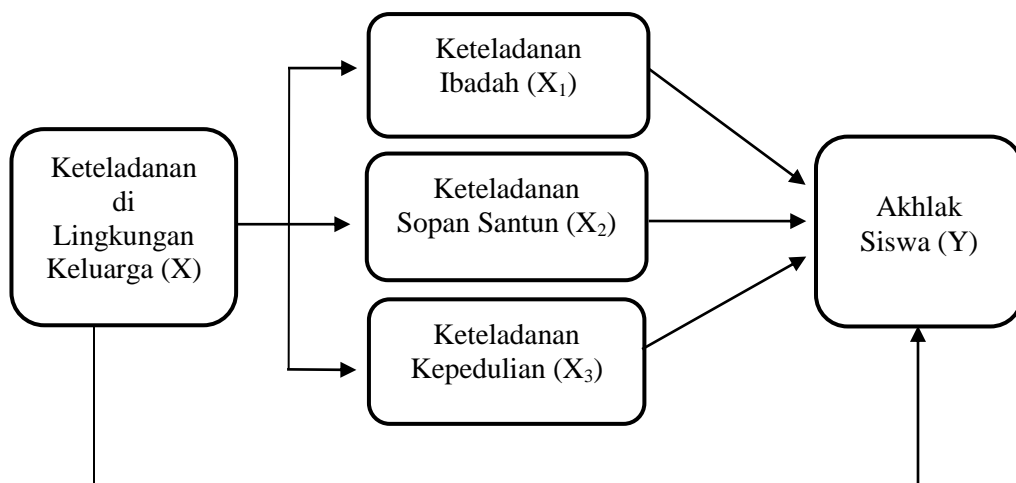 Keteladanan
di
Lingkungan
Keluarga (X)
Keteladanan
Ibadah (X₁)
Keteladanan
Sopan Santun (X₂)
Keteladanan
Kepedulian (X₃)
Akhlak
Siswa (Y)